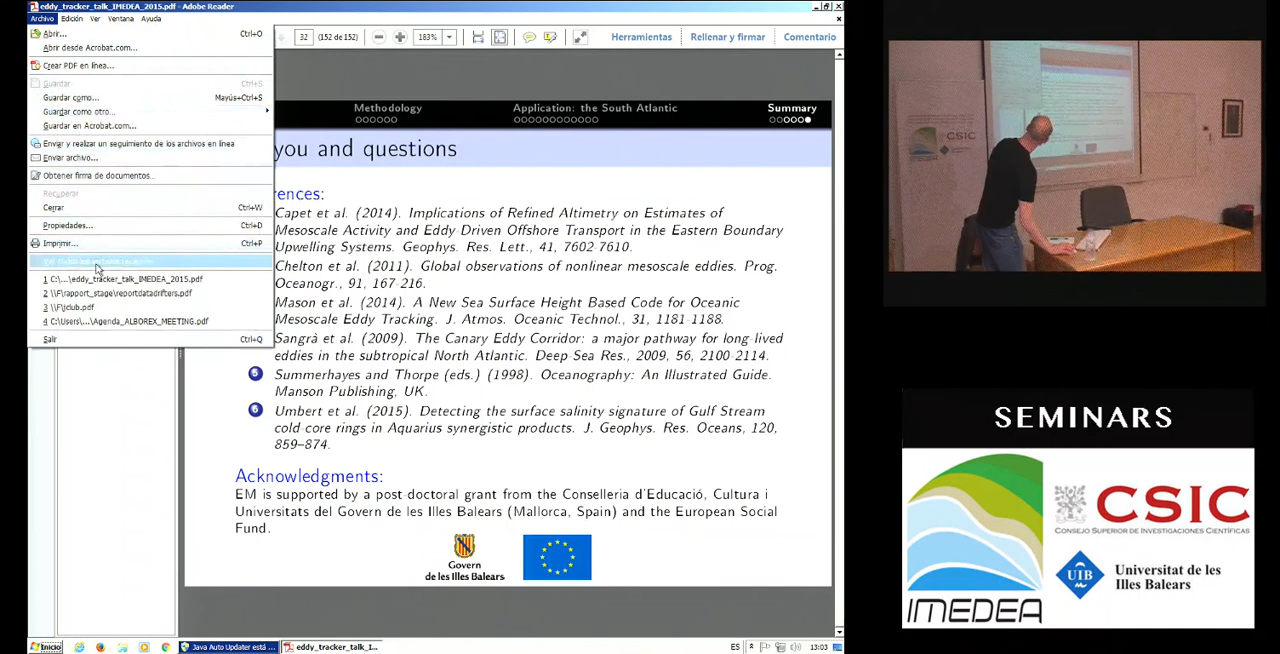 eddy_tracker_talk_IMEDEA_2015.pdf - Adobe Reader
Archivo Edición Ver Ventana Ayuda
Abrir... Ctrl+O
Abrir desde Acrobat.com...
Crear PDF en línea...
Guardar Ctrl+S
Guardar como... Mayús+Ctrl+S
Guardar como otro...
Guardar en Acrobat.com...
Enviar y realizar un seguimiento de los archivos en línea
Enviar archivo...
Obtener firma de documentos...
Recuperar
Cerrar Ctrl+W
Propiedades... Ctrl+D
Imprimir... Ctrl+P
1 C:\...\eddy_tracker_talk_IMEDEA_2015.pdf
2 \\F\rapport_stage\reportdatadrifters.pdf
3 \\F\jclub.pdf
4 C:\Users\...\Agenda_ALBOREX_MEETING.pdf
Salir Ctrl+Q
32 (152 de 152) 183% Herramientas Rellenar y firmar Comentario
Methodology Application: the South Atlantic Summary
you and questions
ences:
Capet et al. (2014). Implications of Refined Altimetry on Estimates of
Mesoscale Activity and Eddy-Driven Offshore Transport in the Eastern Boundary
Upwelling Systems. Geophys. Res. Lett., 41, 7602-7610.
Chelton et al. (2011). Global observations of nonlinear mesoscale eddies. Prog.
Oceanogr., 91, 167-216.
Mason et al. (2014). A New Sea Surface Height Based Code for Oceanic
Mesoscale Eddy Tracking. J. Atmos. Oceanic Technol., 31, 1181-1188.
Sangrà et al. (2009). The Canary Eddy Corridor: a major pathway for long-lived
eddies in the subtropical North Atlantic. Deep-Sea Res., 2009, 56, 2100-2114.
5 Summerhayes and Thorpe (eds.) (1998). Oceanography: An Illustrated Guide.
Manson Publishing, UK.
6 Umbert et al. (2015). Detecting the surface salinity signature of Gulf Stream
cold-core rings in Aquarius synergistic products. J. Geophys. Res. Oceans, 120,
859–874.
Acknowledgments:
EM is supported by a post-doctoral grant from the Conselleria d'Educació, Cultura i
Universitats del Govern de les Illes Balears (Mallorca, Spain) and the European Social
Fund.
Govern
de les Illes Balears
Inicio Java Auto Updater está ... eddy_tracker_talk_I... ES 13:03
CSIC
SEMINARS
IMEDEA
CSIC
CONSEJO SUPERIOR DE INVESTIGACIONES CIENTÍFICAS
UIB
Universitat de les
Illes Balears